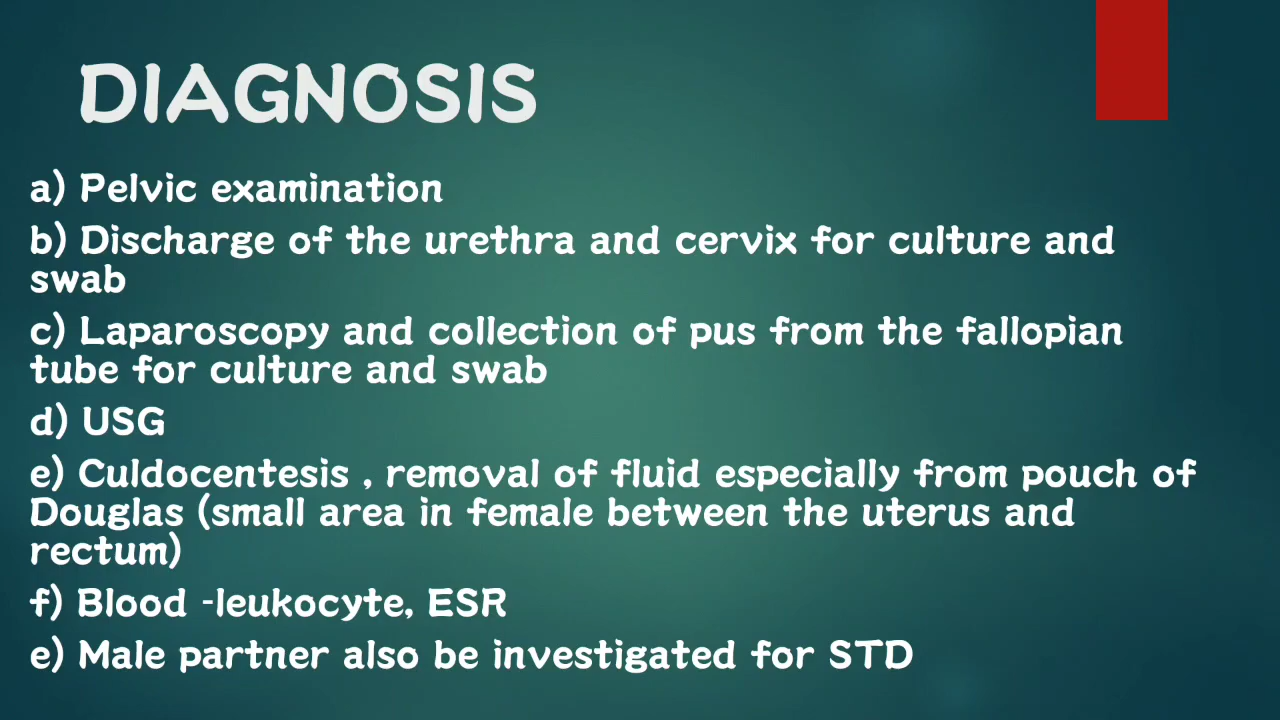 DIAGNOSIS
a) Pelvic examination
b) Discharge of the urethra and cervix for culture and
swab
c) Laparoscopy and collection of pus from the fallopian
tube for culture and swab
d) USG
e) Culdocentesis , removal of fluid especially from pouch of
Douglas (small area in female between the uterus and
rectum)
f) Blood -leukocyte, ESR
e) Male partner also be investigated for STD